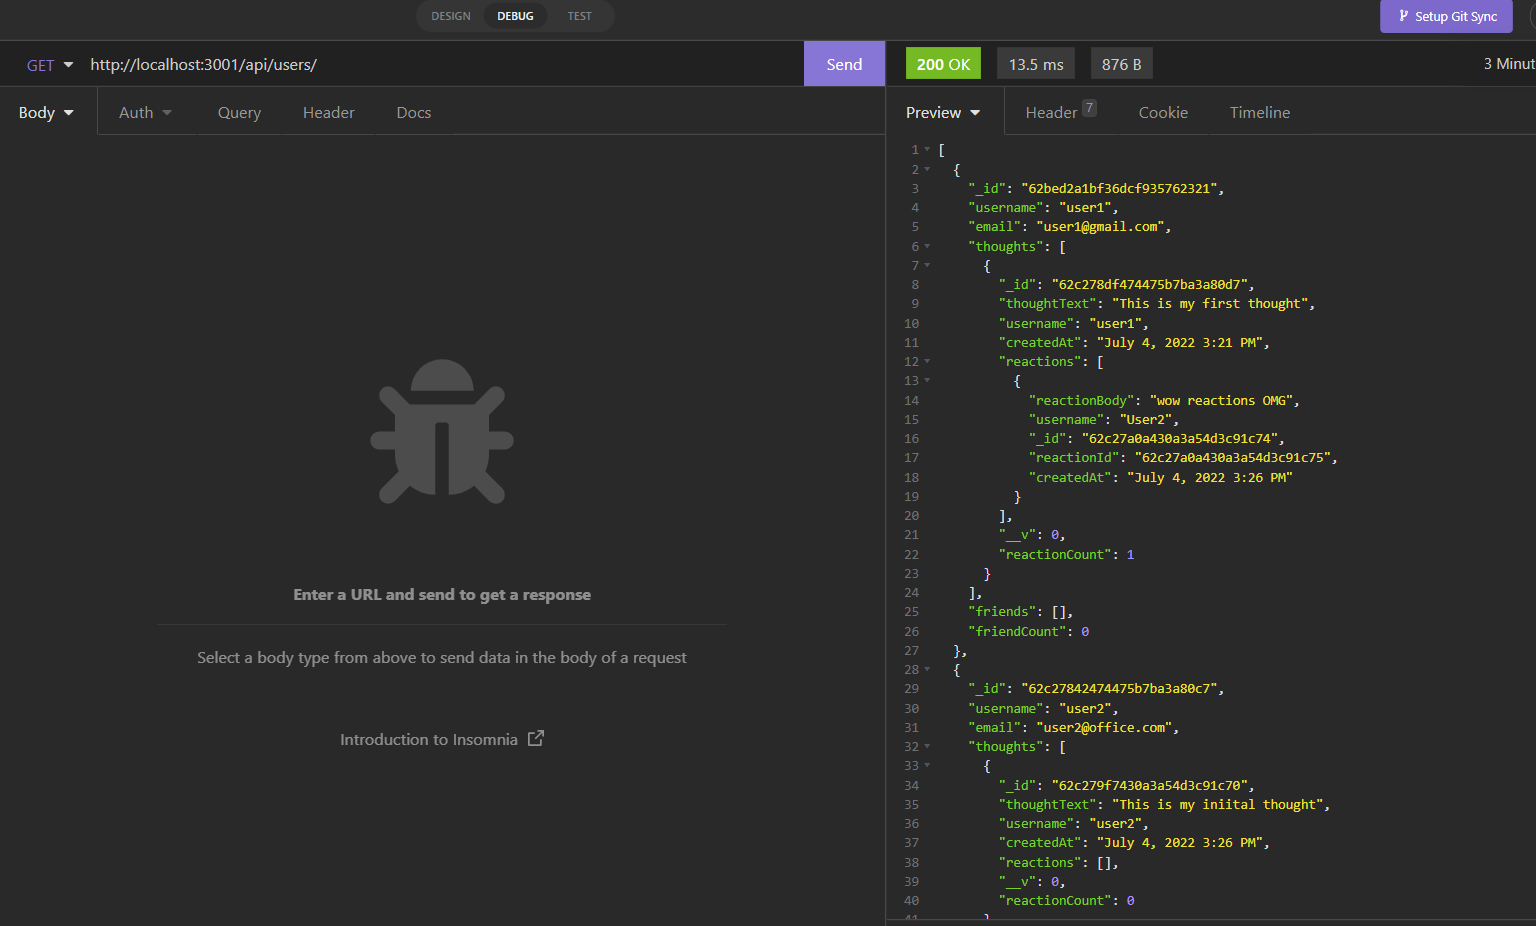 DESIGN DEBUG TEST
Setup Git Sync
GET http://localhost:3001/api/users/ Send
200 OK 13.5 ms 876 B 3 Minut
Body Auth Query Header Docs
Preview Header 7 Cookie Timeline
Enter a URL and send to get a response
Select a body type from above to send data in the body of a request
Introduction to Insomnia
1 [
2 {
3 "_id": "62bed2a1bf36dcf935762321",
4 "username": "user1",
5 "email": "user1@gmail.com",
6 "thoughts": [
7 {
8 "_id": "62c278df474475b7ba3a80d7",
9 "thoughtText": "This is my first thought",
10 "username": "user1",
11 "createdAt": "July 4, 2022 3:21 PM",
12 "reactions": [
13 {
14 "reactionBody": "wow reactions OMG",
15 "username": "User2",
16 "_id": "62c27a0a430a3a54d3c91c74",
17 "reactionId": "62c27a0a430a3a54d3c91c75",
18 "createdAt": "July 4, 2022 3:26 PM"
19 }
20 ],
21 "__v": 0,
22 "reactionCount": 1
23 }
24 ],
25 "friends": [],
26 "friendCount": 0
27 },
28 {
29 "_id": "62c27842474475b7ba3a80c7",
30 "username": "user2",
31 "email": "user2@office.com",
32 "thoughts": [
33 {
34 "_id": "62c279f7430a3a54d3c91c70",
35 "thoughtText": "This is my iniital thought",
36 "username": "user2",
37 "createdAt": "July 4, 2022 3:26 PM",
38 "reactions": [],
39 "__v": 0,
40 "reactionCount": 0
41 }